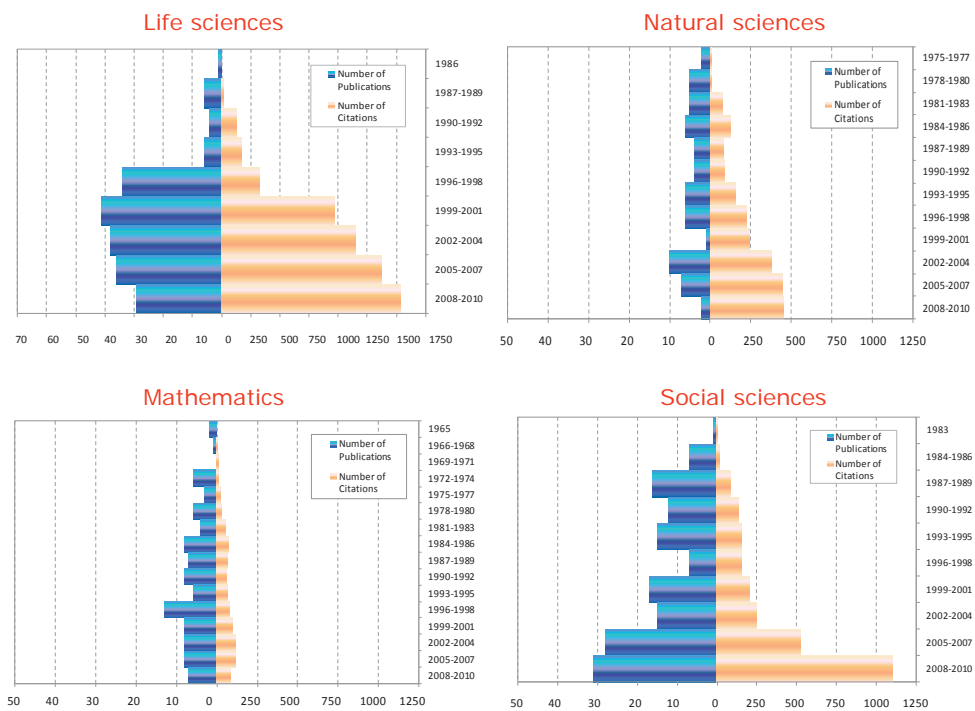 Life sciences
1986
1987-1989
1990-1992
1993-1995
1996-1998
1999-2001
2002-2004
2005-2007
2008-2010
Number of
Publications
Number of
Citations
70 60 50 40 30 20 10 0 250 500 750 1000 1250 1500 1750
Natural sciences
1975-1977
1978-1980
1981-1983
1984-1986
1987-1989
1990-1992
1993-1995
1996-1998
1999-2001
2002-2004
2005-2007
2008-2010
Number of
Publications
Number of
Citations
50 40 30 20 10 0 250 500 750 1000 1250
Mathematics
1965
1966-1968
1969-1971
1972-1974
1975-1977
1978-1980
1981-1983
1984-1986
1987-1989
1990-1992
1993-1995
1996-1998
1999-2001
2002-2004
2005-2007
2008-2010
Number of
Publications
Number of
Citations
50 40 30 20 10 0 250 500 750 1000 1250
Social sciences
1983
1984-1986
1987-1989
1990-1992
1993-1995
1996-1998
1999-2001
2002-2004
2005-2007
2008-2010
Number of
Publications
Number of
Citations
50 40 30 20 10 0 250 500 750 1000 1250